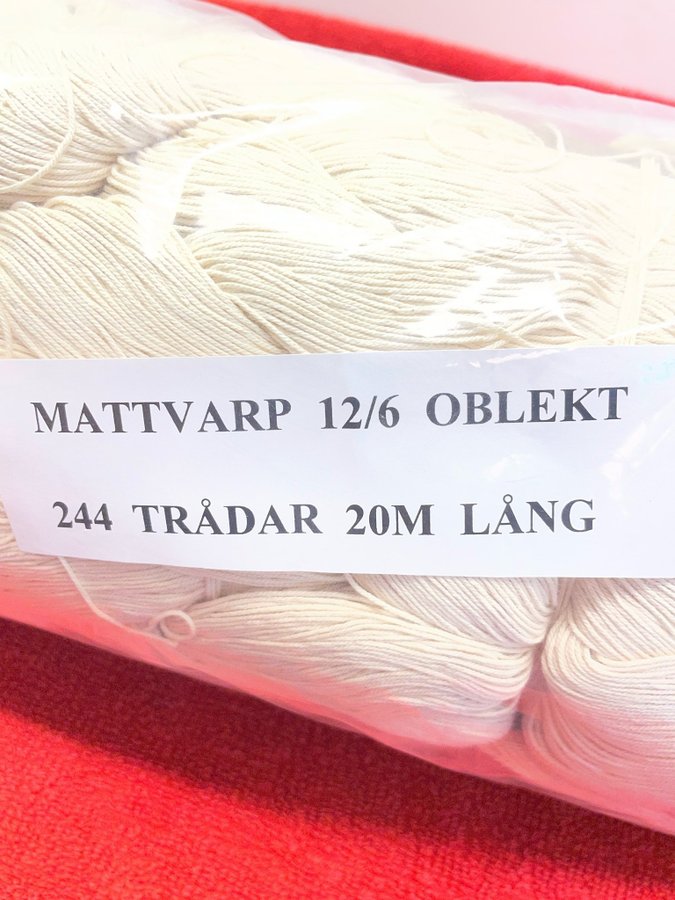 MATTVARP 12/6 OBLEKT
244 TRÅDAR 20M LÅNG